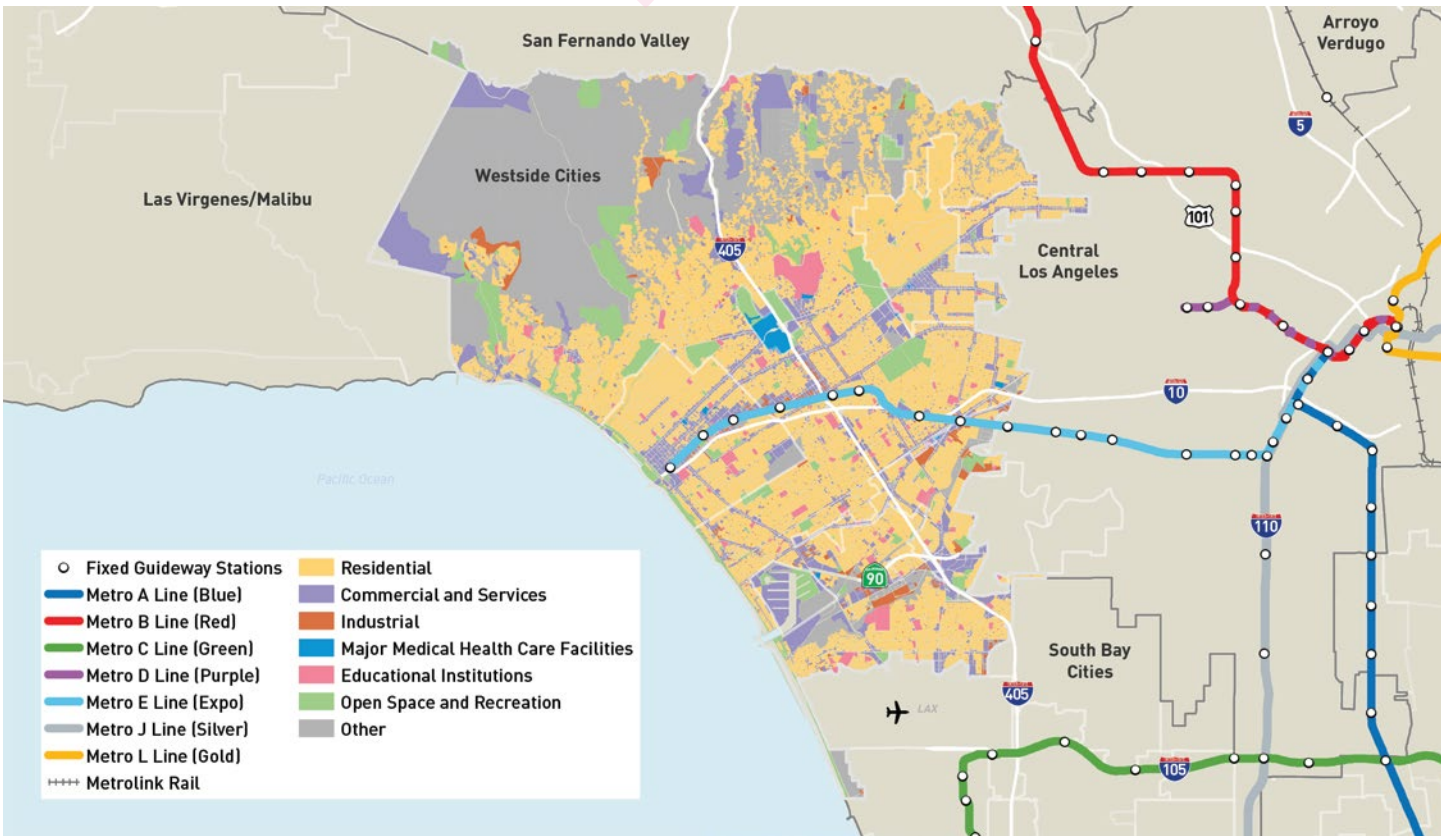 San Fernando Valley
Arroyo
Verdugo
5
Westside Cities
Las Virgenes/Malibu
101
405
Central
Los Angeles
10
Pacific Ocean
110
90
South Bay
Cities
405
LAX
105
Fixed Guideway Stations
Metro A Line (Blue)
Metro B Line (Red)
Metro C Line (Green)
Metro D Line (Purple)
Metro E Line (Expo)
Metro J Line (Silver)
Metro L Line (Gold)
Metrolink Rail
Residential
Commercial and Services
Industrial
Major Medical Health Care Facilities
Educational Institutions
Open Space and Recreation
Other